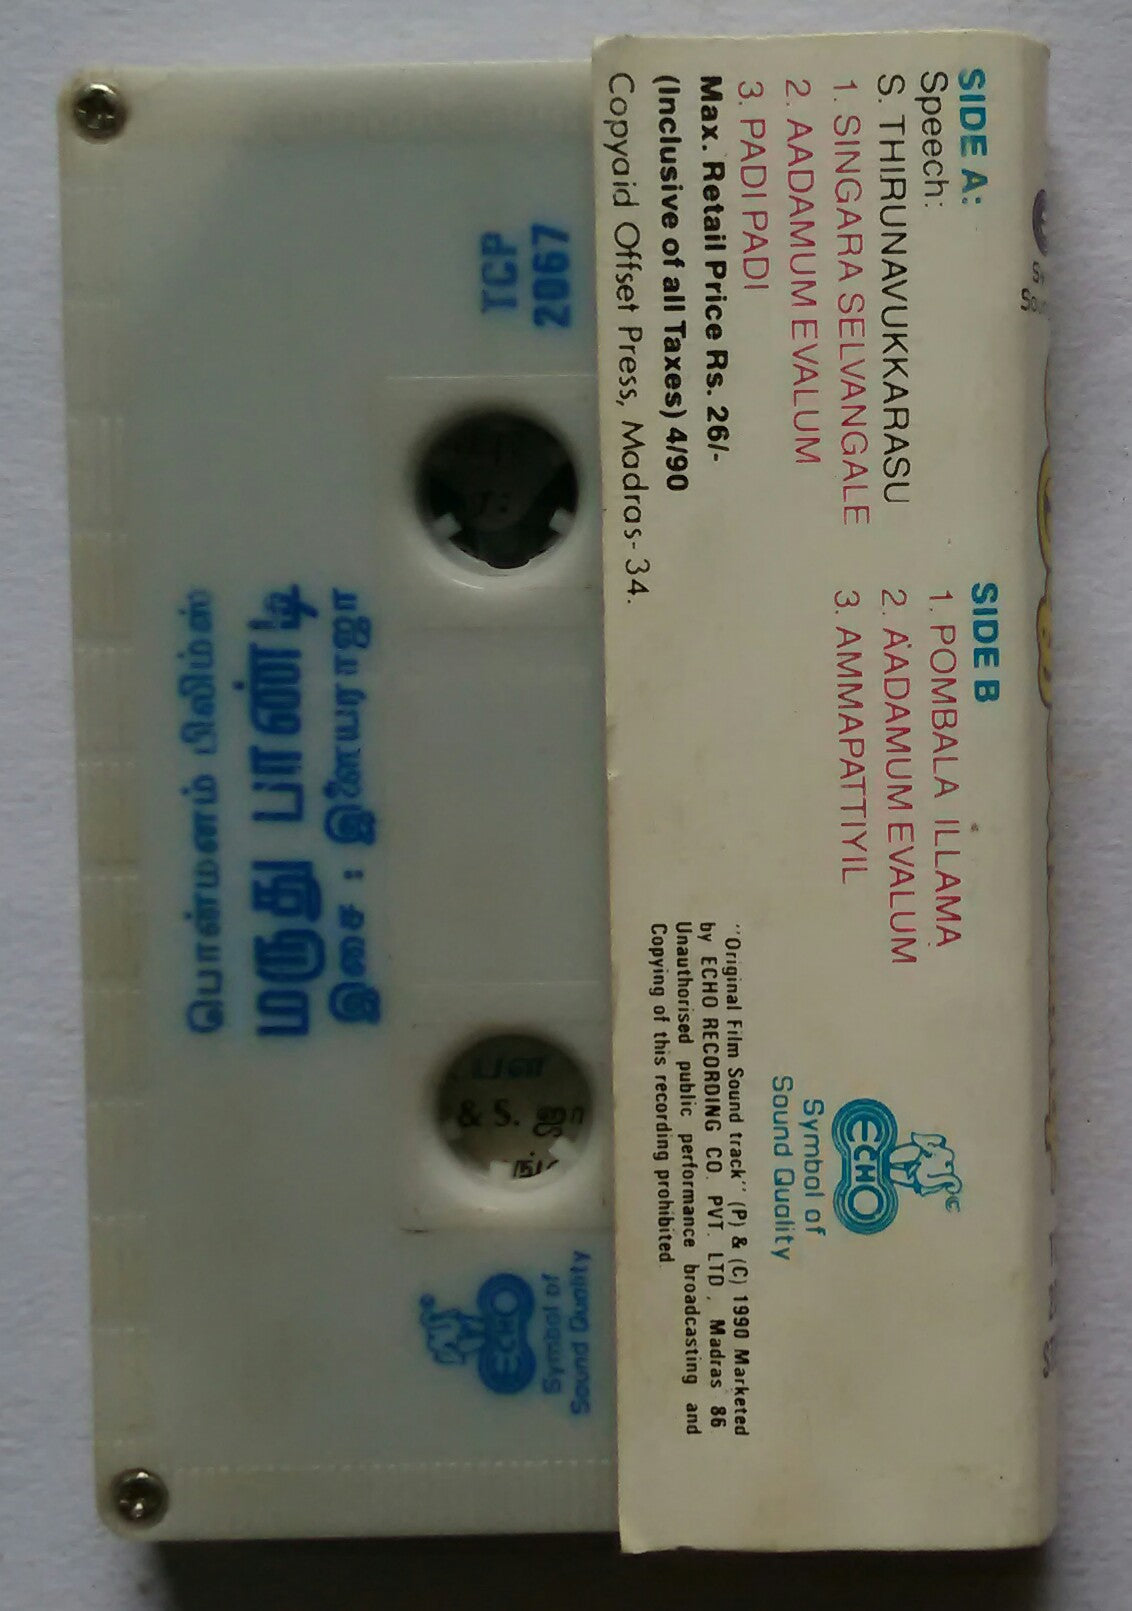 SIDE A:
Speech:
S. THIRUNAVUKKARASU
1. SINGARA SELVANGALE
2. AADAMUM EVALUM
3. PADI PADI
Max. Retail Price Rs. 26/-
(Inclusive of all Taxes) 4/90
Copyaid Offset Press, Madras- 34.
SIDE B
1. POMBALA ILLAMA
2. AADAMUM EVALUM
3. AMMAPATTIYIL
ECHO
Symbol of
Sound Quality
"Original Film Sound track" (P) & (C) 1990 Marketed
by ECHO RECORDING CO. PVT. LTD., Madras 86
Unauthorised public performance broadcasting and
Copying of this recording prohibited.
TCP
2067
இசை : இளையராஜா
& S.
ECHO
Symbol of
Sound Quality